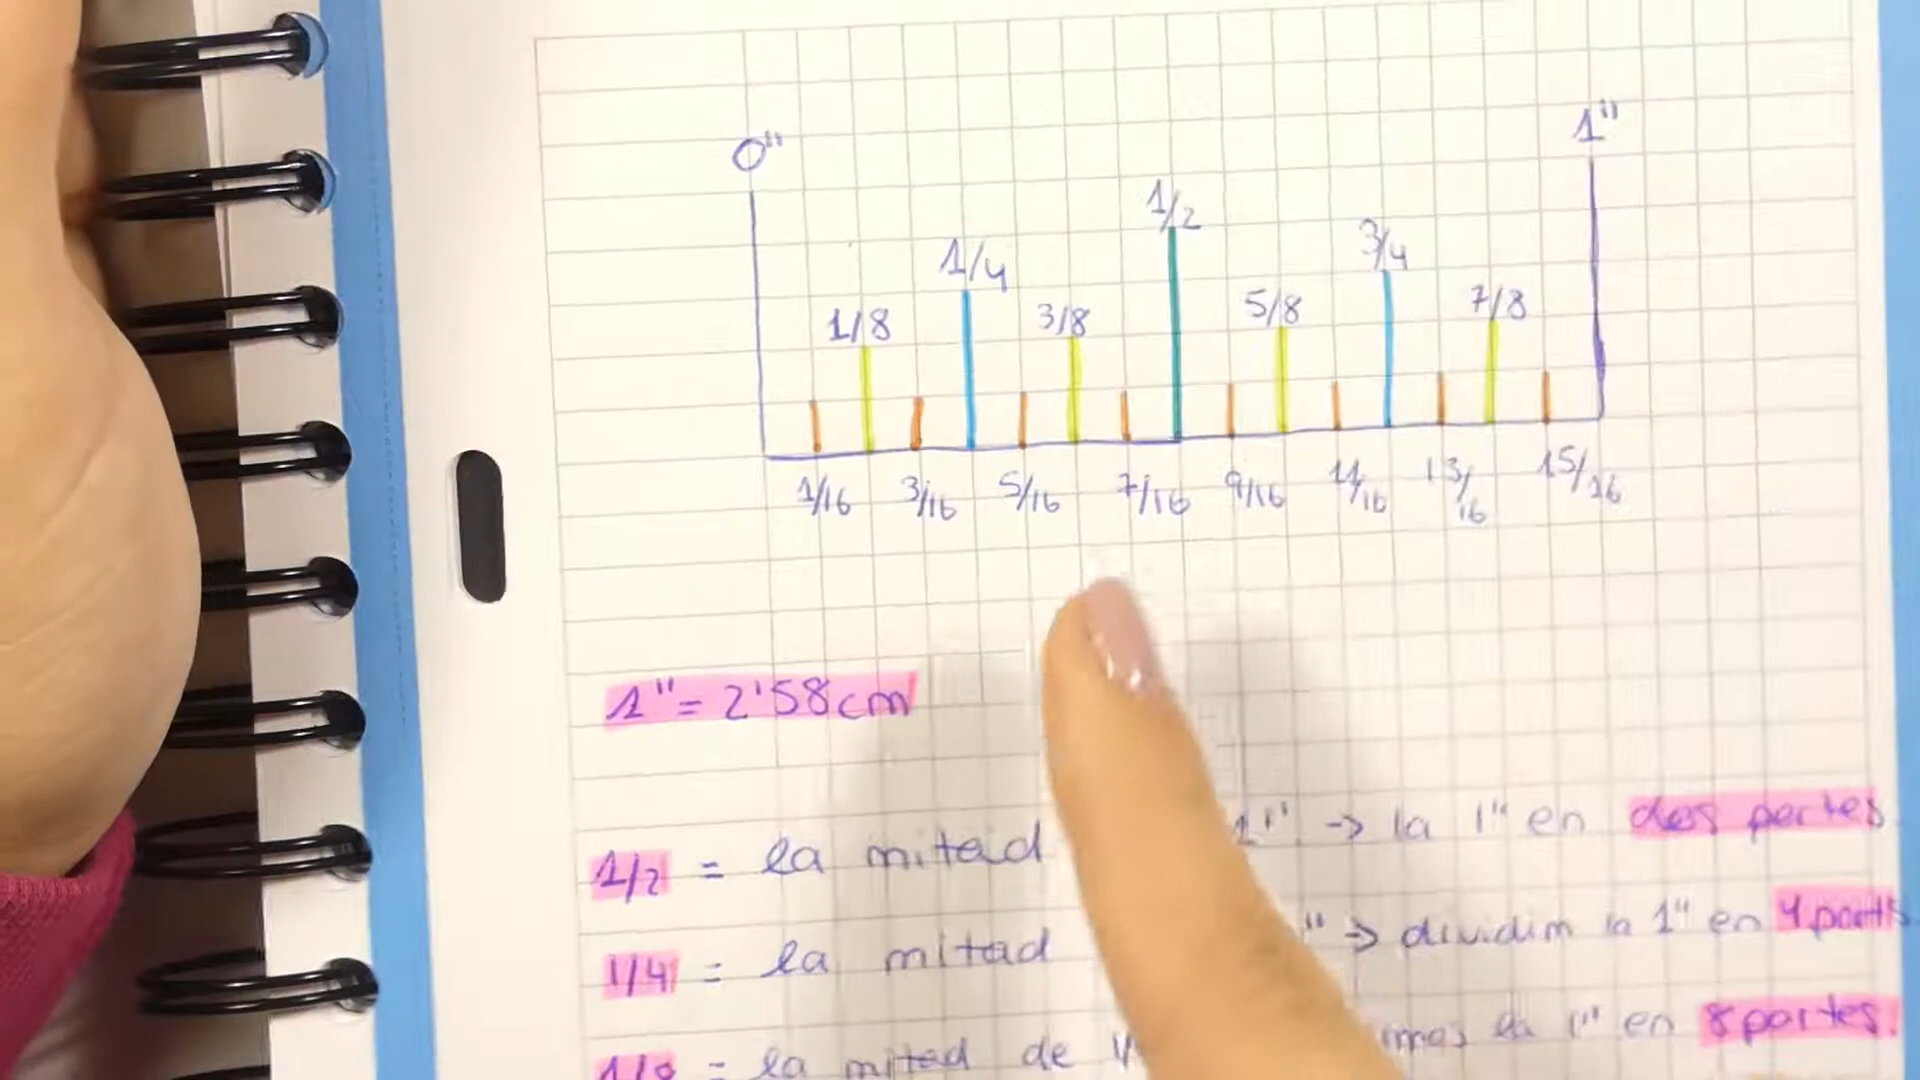 0" 1"
1/2
1/4 3/4
1/8 3/8 5/8 7/8
1/16 3/16 5/16 7/16 9/16 11/16 13/16 15/16
1" = 2'58cm
1/2 = la mitad 1" -> la 1" en dos partes
1/4 = la mitad " -> dividim la 1" en 4 parts
1/8 = la mitad de la 1" en 8 partes.